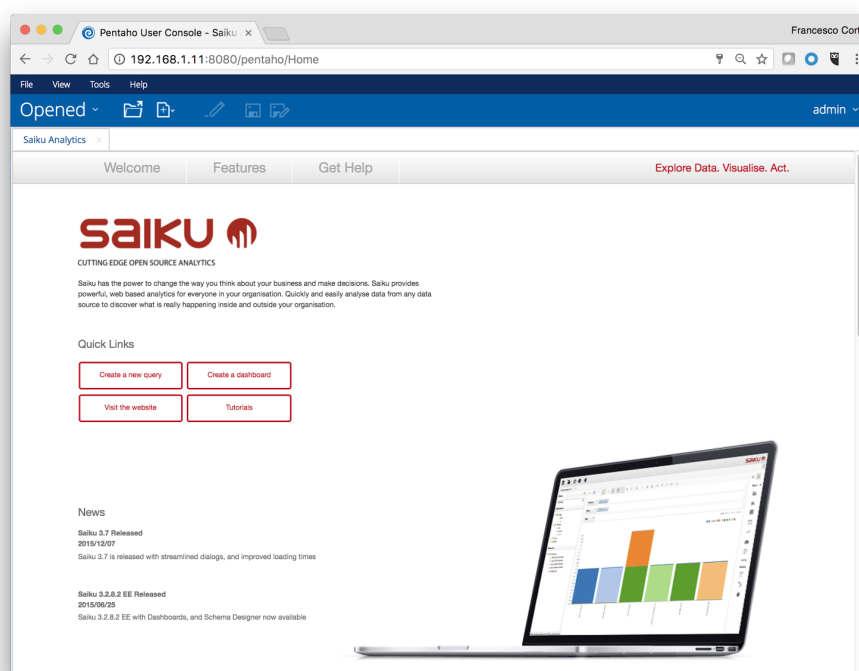 Pentaho User Console - Saiku
Francesco Cort
192.168.1.11:8080/pentaho/Home
File View Tools Help
Opened
admin
Saiku Analytics
Welcome Features Get Help Explore Data. Visualise. Act.
saiku
CUTTING EDGE OPEN SOURCE ANALYTICS
Saiku has the power to change the way you think about your business and make decisions. Saiku provides
powerful, web based analytics for everyone in your organisation. Quickly and easily analyse data from any data
source to discover what is really happening inside and outside your organisation.
Quick Links
Create a new query Create a dashboard
Visit the website Tutorials
News
Saiku 3.7 Released
2015/12/07
Saiku 3.7 is released with streamlined dialogs, and improved loading times
Saiku 3.2.8.2 EE Released
2015/06/25
Saiku 3.2.8.2 EE with Dashboards, and Schema Designer now available
saiku